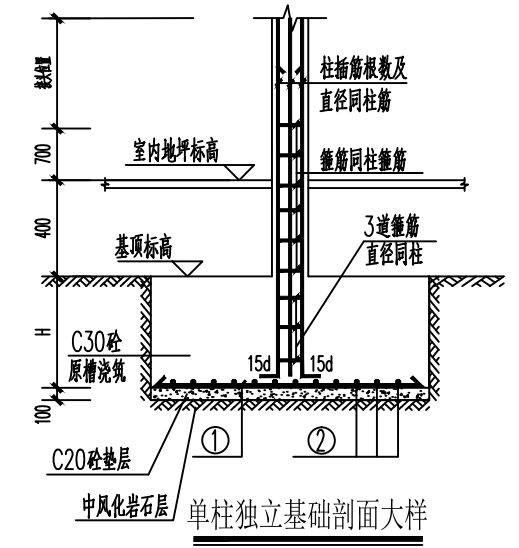 柱插筋根数及
直径同柱筋
接头位置
700
室内地坪标高
箍筋同柱箍筋
400
3道箍筋
直径同柱
基顶标高
H
C30砼
原槽浇筑
15d
15d
100
1
2
C20砼垫层
中风化岩石层
单柱独立基础剖面大样